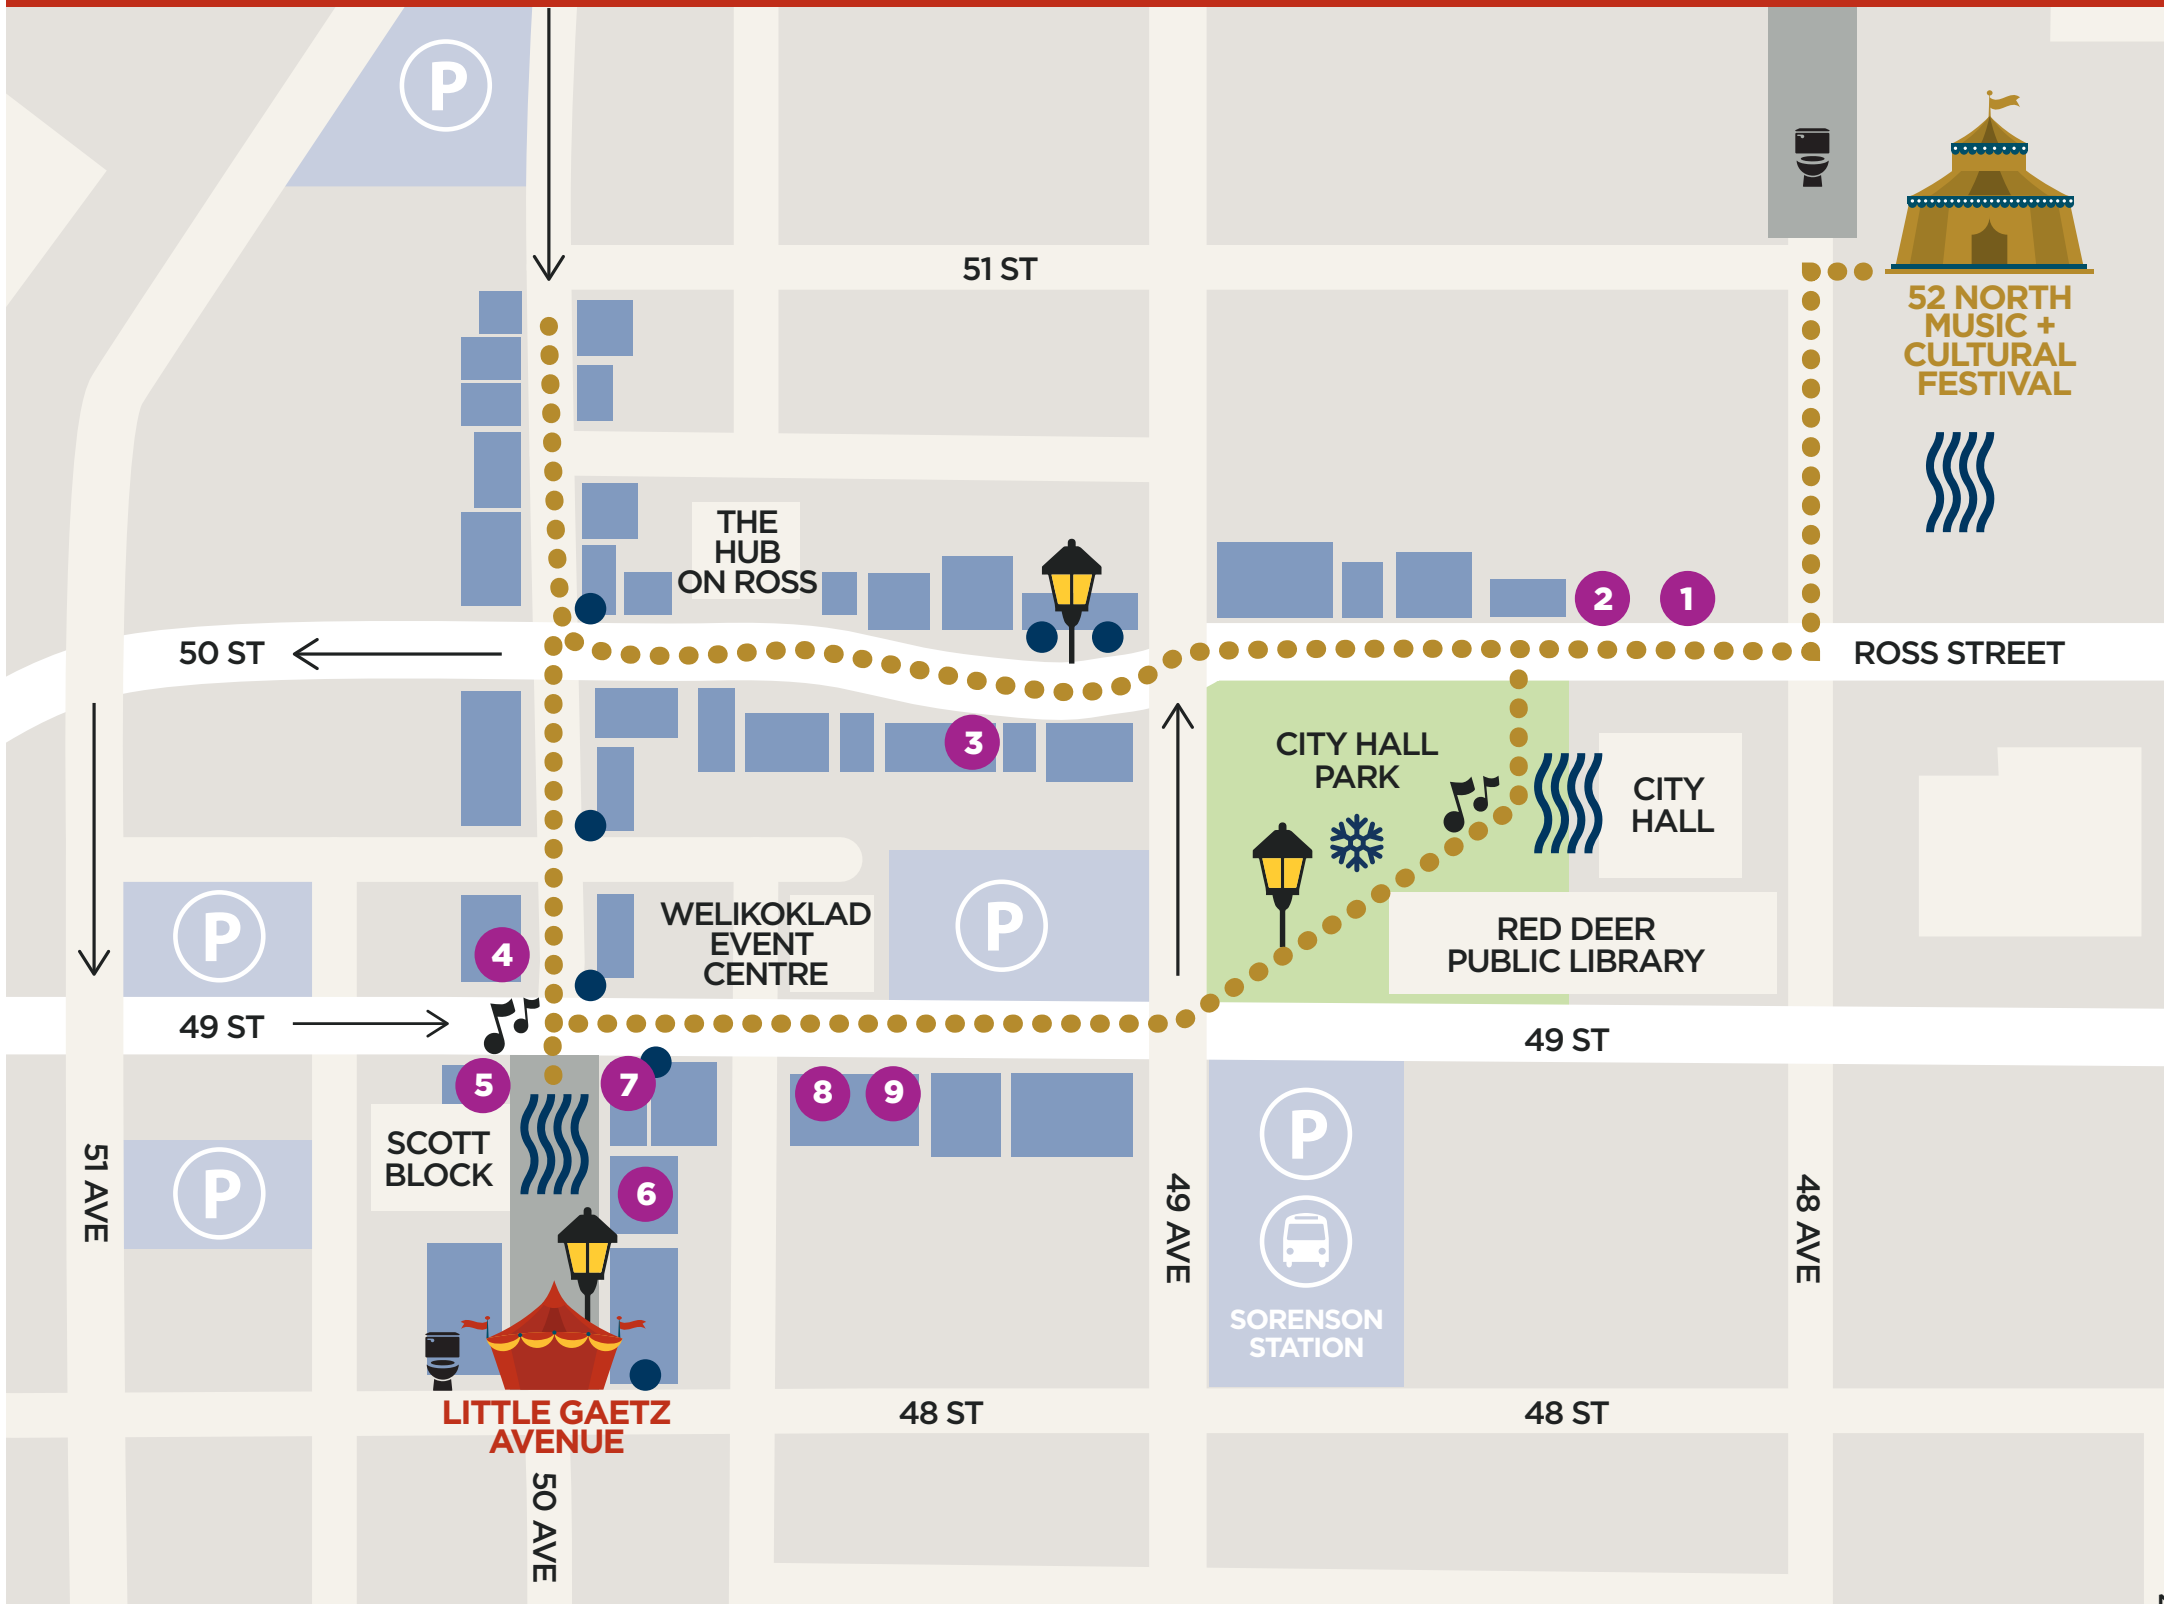 P
51 ST
52 NORTH
MUSIC +
CULTURAL
FESTIVAL
THE
HUB
ON ROSS
2
1
50 ST
ROSS STREET
3
CITY HALL
PARK
CITY
HALL
P
4
WELIKOKLAD
EVENT
CENTRE
P
RED DEER
PUBLIC LIBRARY
49 ST
49 ST
5
7
8
9
P
SCOTT
BLOCK
P
6
51 AVE
49 AVE
48 AVE
SORENSON
STATION
LITTLE GAETZ
AVENUE
48 ST
48 ST
50 AVE